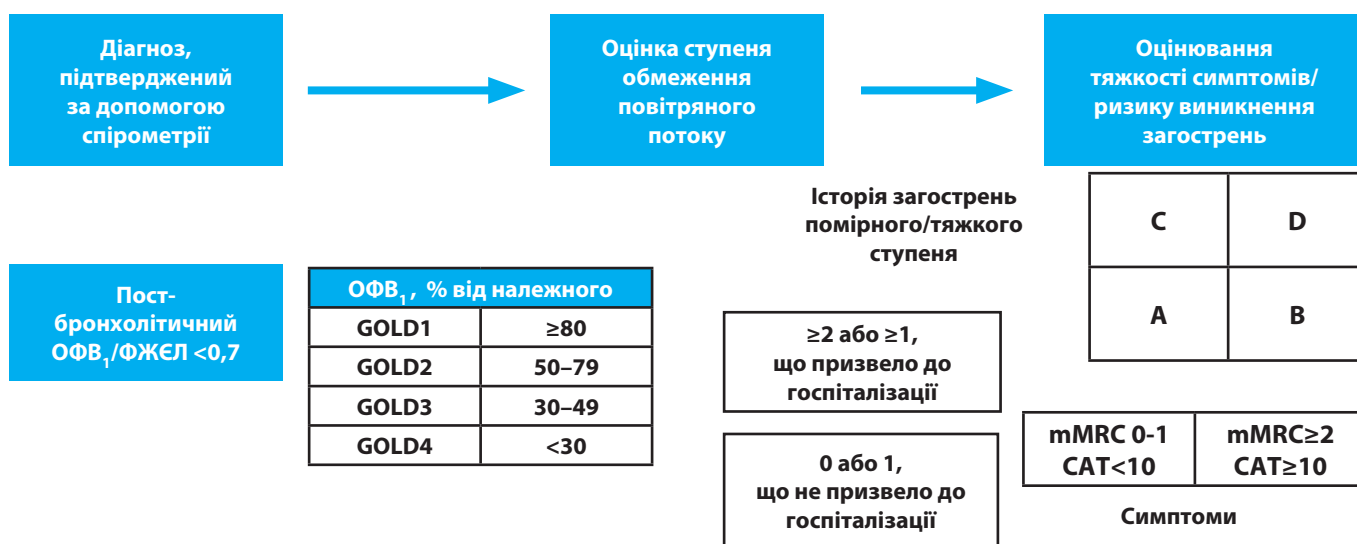 Діагноз,
підтверджений
за допомогою
спірометрії
Оцінка ступеня
обмеження
повітряного
потоку
Оцінювання
тяжкості симптомів/
ризику виникнення
загострень
Пост-
бронхолітичний
ОФВ₁/ФЖЄЛ <0,7
ОФВ₁, % від належного
GOLD1 ≥80
GOLD2 50–79
GOLD3 30–49
GOLD4 <30
Історія загострень
помірного/тяжкого
ступеня
≥2 або ≥1,
що призвело до
госпіталізації
0 або 1,
що не призвело до
госпіталізації
C D
A B
mMRC 0-1 mMRC≥2
CAT<10 CAT≥10
Симптоми